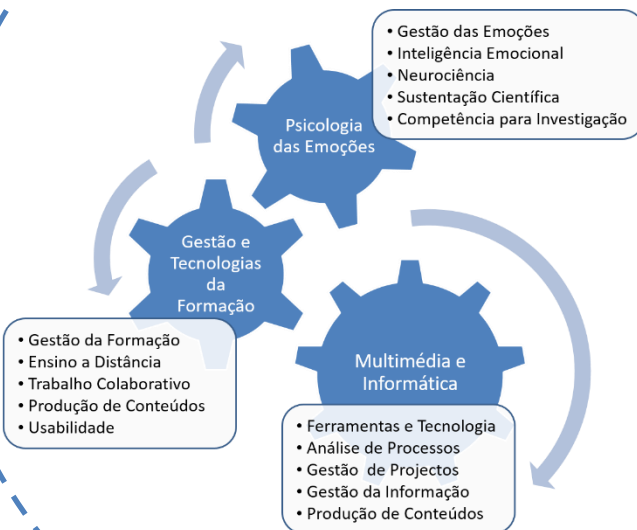 • Gestão das Emoções
• Inteligência Emocional
• Neurociência
• Sustentação Científica
• Competência para Investigação
Psicologia
das Emoções
Gestão e
Tecnologias
da
Formação
• Gestão da Formação
• Ensino a Distância
• Trabalho Colaborativo
• Produção de Conteúdos
• Usabilidade
Multimédia e
Informática
• Ferramentas e Tecnologia
• Análise de Processos
• Gestão de Projectos
• Gestão da Informação
• Produção de Conteúdos